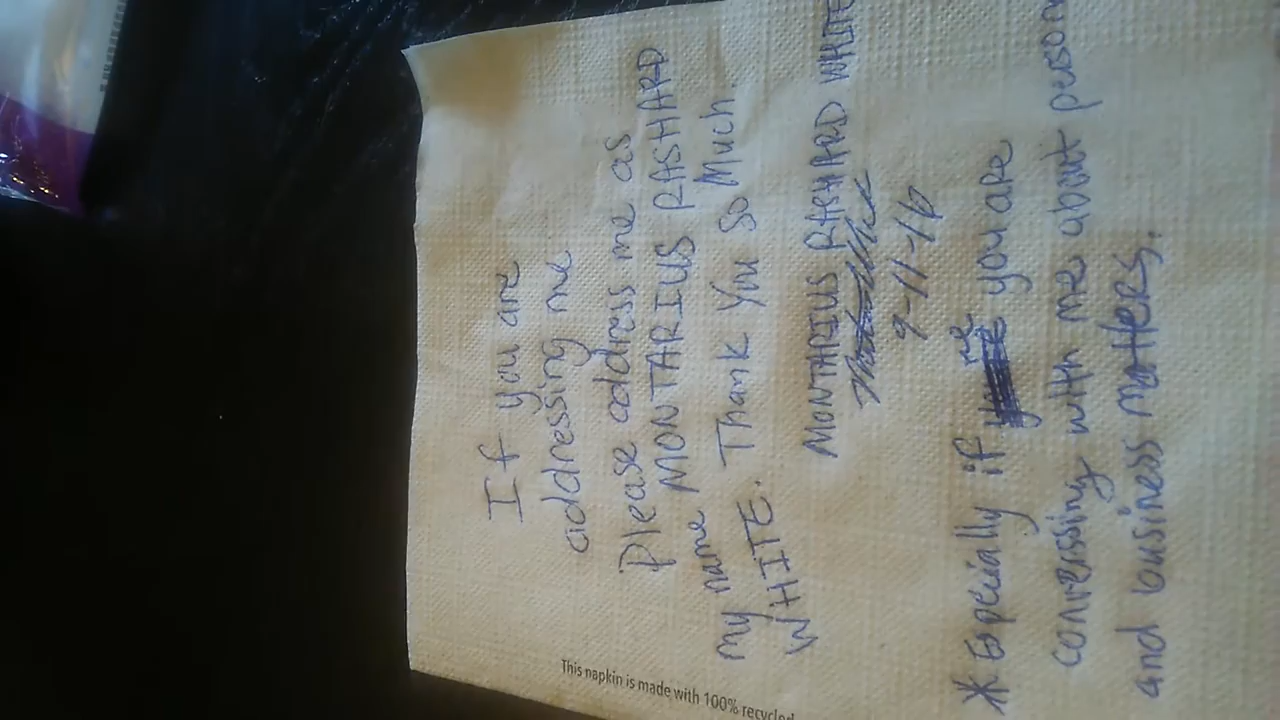 If you are
addressing me
Please address me as
my name MONTARIUS RASHARD
WHITE. Thank You so Much.
MONTARIUS RASHARD WHITE
9-11-16
* Especially if you are
conversing with me about person
and business matters.
This napkin is made with 100% recycled